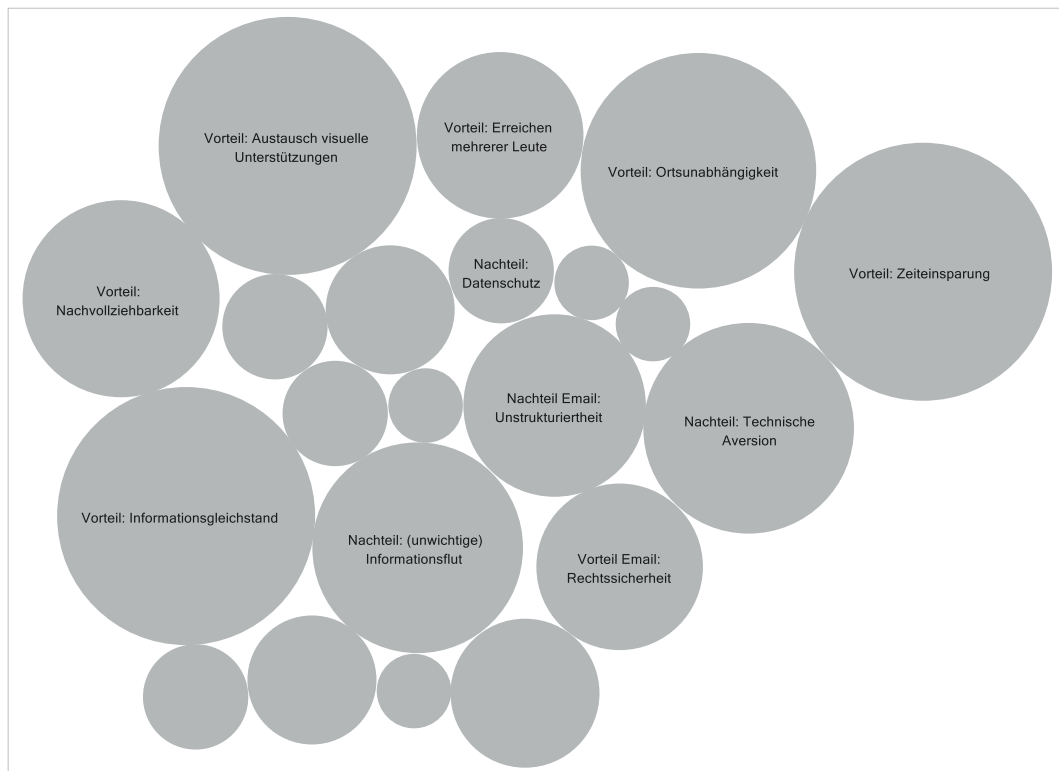 Vorteil: Austausch visuelle
Unterstützungen
Vorteil: Erreichen
mehrerer Leute
Vorteil: Ortsunabhängigkeit
Vorteil: Zeiteinsparung
Nachteil:
Datenschutz
Vorteil:
Nachvollziehbarkeit
Nachteil Email:
Unstrukturiertheit
Nachteil: Technische
Aversion
Vorteil: Informationsgleichstand
Nachteil: (unwichtige)
Informationsflut
Vorteil Email:
Rechtssicherheit